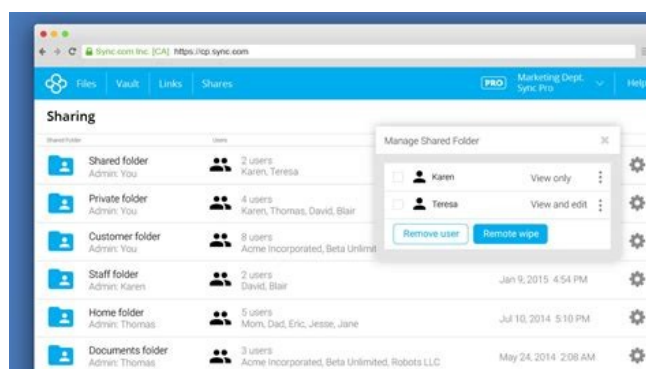 Sync.com Inc. [CA] https://cp.sync.com
Files Vault Links Shares PRO Marketing Dept. Help
Sync Pro
Sharing
Shared Folder Users
Manage Shared Folder
Shared folder 2 users
Admin: You Karen, Teresa
Karen View only
Private folder 4 users
Admin: You Karen, Thomas, David, Blair
Teresa View and edit
Customer folder 8 users
Admin: You Acme Incorporated, Beta Unlimit
Remove user Remote wipe
Staff folder 2 users
Admin: Karen David, Blair
Jan 9, 2015 4:54 PM
Home folder 5 users
Admin: Thomas Mom, Dad, Eric, Jesse, Jane
Jul 10, 2014 5:10 PM
Documents folder 3 users
Admin: Thomas Acme Incorporated, Beta Unlimited, Robots LLC
May 24, 2014 2:08 AM